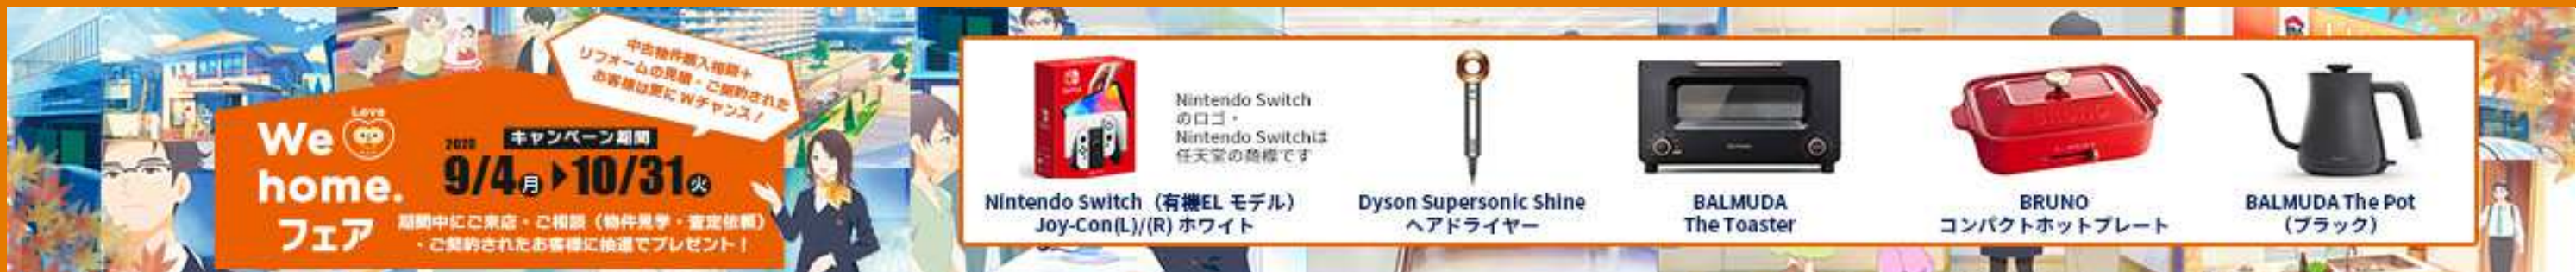 中古物件購入相談+
リフォームの見積・ご契約された
お客様は更にWチャンス!
Love
We
home.
フェア
キャンペーン期間
9/4月▶10/31火
期間中にご来店・ご相談（物件見学・査定依頼）
・ご契約されたお客様に抽選でプレゼント!
Nintendo Switch
のロゴ・
Nintendo Switchは
任天堂の商標です
Nintendo Switch（有機EL モデル）
Joy-Con(L)/(R) ホワイト
Dyson Supersonic Shine
ヘアドライヤー
BALMUDA
The Toaster
BRUNO
コンパクトホットプレート
BALMUDA The Pot
（ブラック）